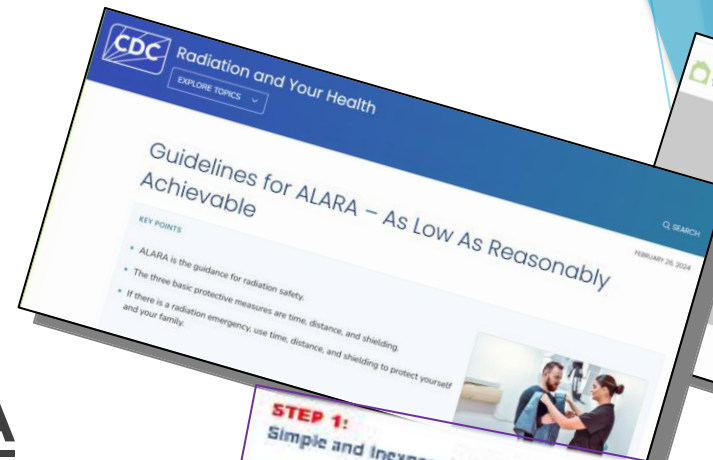 CDC
Radiation and Your Health
EXPLORE TOPICS
SEARCH
FEBRUARY 26, 2024
Guidelines for ALARA – As Low As Reasonably
Achievable
KEY POINTS
• ALARA is the guidance for radiation safety.
• The three basic protective measures are time, distance, and shielding.
• If there is a radiation emergency, use time, distance, and shielding to protect yourself
and your family.
A
STEP 1:
Simple and